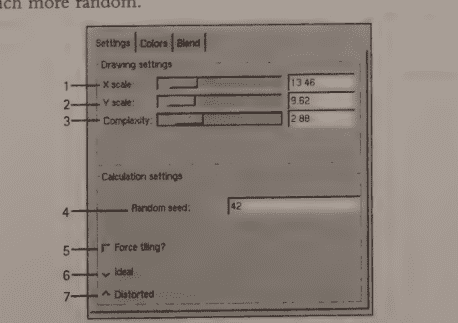 ch more random.
Settings Colors Blend
Drawing settings
1 X scale: 13.46
2 Y scale: 9.62
3 Complexity: 2.88
Calculation settings
4 Random seed: 42
5 Force tiling?
6 Ideal
7 Distorted